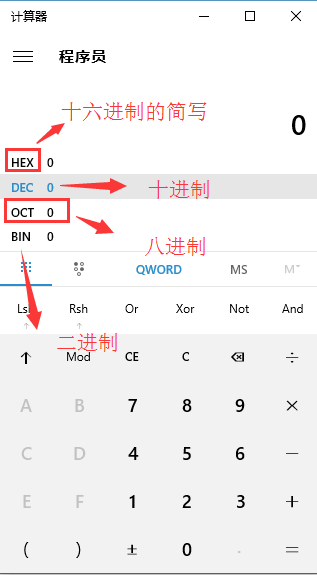 计算器
程序员
十六进制的简写
0
HEX 0
DEC 0 十进制
OCT 0
八进制
BIN 0
QWORD MS M
Rsh Or Xor Not And
二进制
Mod CE C ÷
A B 7 8 9 ×
C D 4 5 6 −
E F 1 2 3 +
( ) ± 0 . =